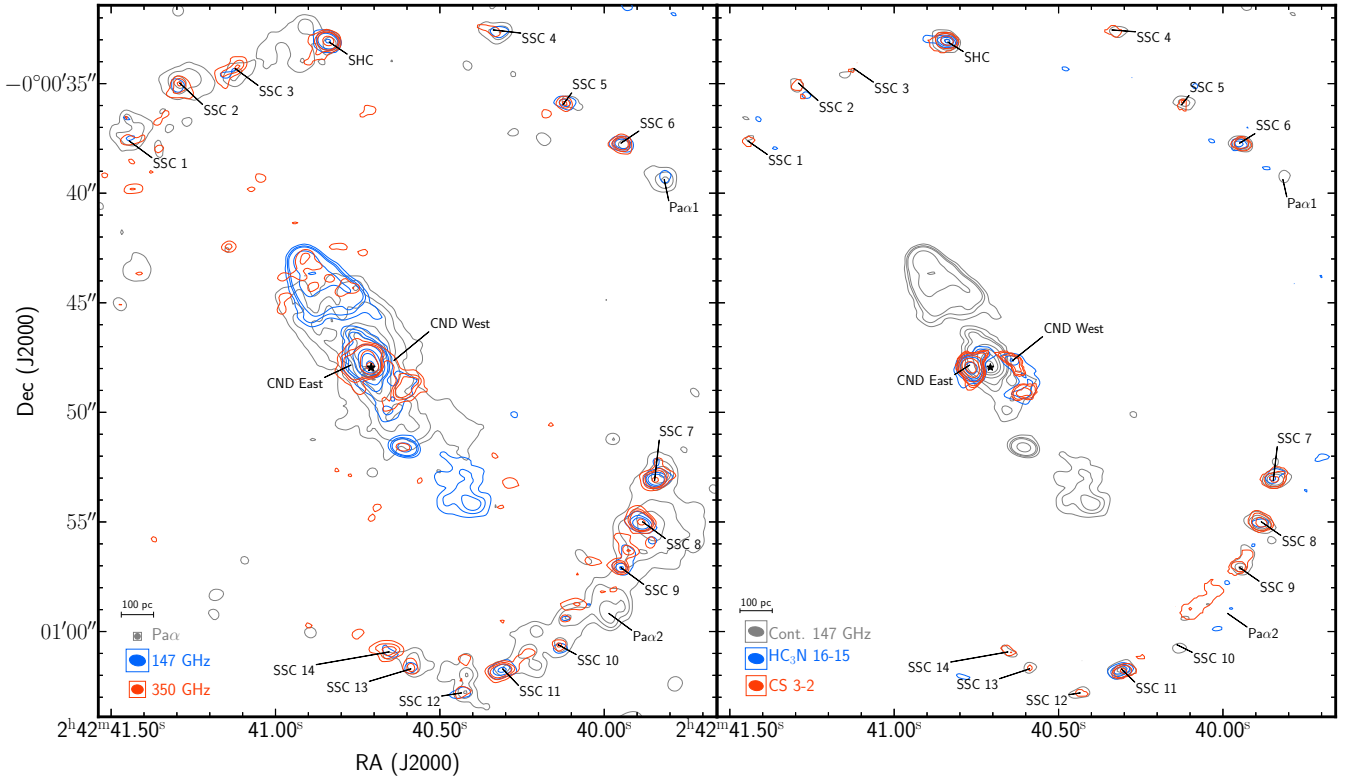 SHC
SSC 4
SSC 3
SSC 2
SSC 5
SSC 6
SSC 1
Paα1
CND West
CND East
SSC 7
SSC 8
SSC 9
Paα2
SSC 10
SSC 11
SSC 14
SSC 13
SSC 12
100 pc
Paα
147 GHz
350 GHz
−0°00′35″
40″
45″
50″
55″
01′00″
Dec (J2000)
2ʰ42ᵐ41.50ˢ
41.00ˢ
40.50ˢ
40.00ˢ
RA (J2000)
SHC
SSC 4
SSC 3
SSC 2
SSC 5
SSC 6
SSC 1
Paα1
CND West
CND East
SSC 7
SSC 8
SSC 9
Paα2
SSC 10
SSC 11
SSC 14
SSC 13
SSC 12
100 pc
Cont. 147 GHz
HC₃N 16-15
CS 3-2
2ʰ42ᵐ41.50ˢ
41.00ˢ
40.50ˢ
40.00ˢ